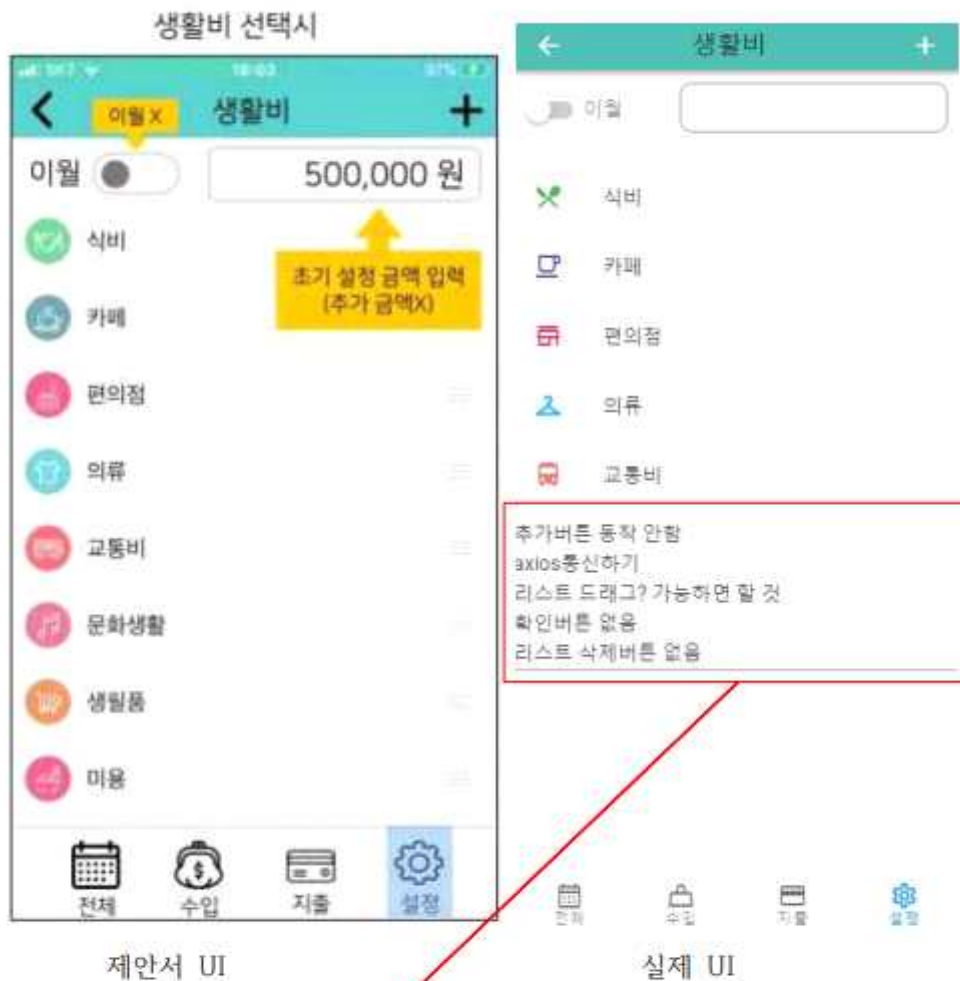 생활비 선택시
이월 X
생활비
이월
500,000 원
초기 설정 금액 입력
(추가 금액X)
식비
카페
편의점
의류
교통비
문화생활
생필품
미용
전체
수입
지출
설정
제안서 UI
생활비
이월
식비
카페
편의점
의류
교통비
추가버튼 동작 안함
axios통신하기
리스트 드래그? 가능하면 할 것
확인버튼 없음
리스트 삭제버튼 없음
전체
수입
지출
설정
실제 UI